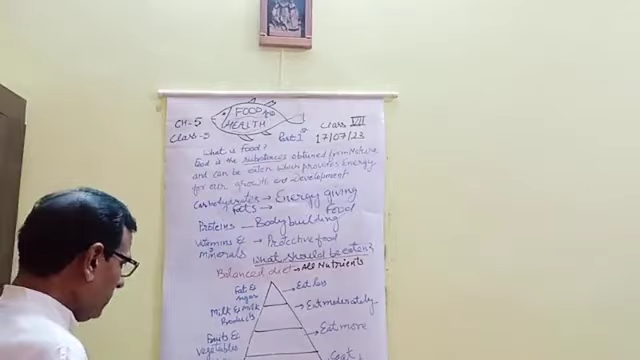 CH-5 FOOD & HEALTH Class VII
Class-5 Part-1st 17/07/23
What is Food?
Food is the substances obtained from Nature
and can be eaten which provides Energy
for our growth and Development.
Carbohydrates → Energy giving
Fats → Food
Proteins — Body building
Vitamins & → Protective food
minerals What should be eaten?
Balanced diet → All Nutrients
Fat & → Eat less
sugar
Milk & Milk → Eat moderately
Products
Fruits & → Eat more
Vegetables